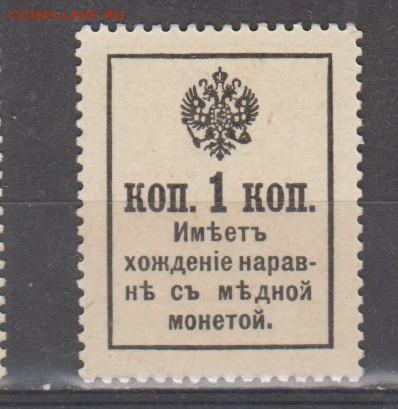 COINS.LAVE.RU
КОП. 1 КОП.
Имѣетъ
хожденіе нарав-
нѣ съ мѣдной
монетой.